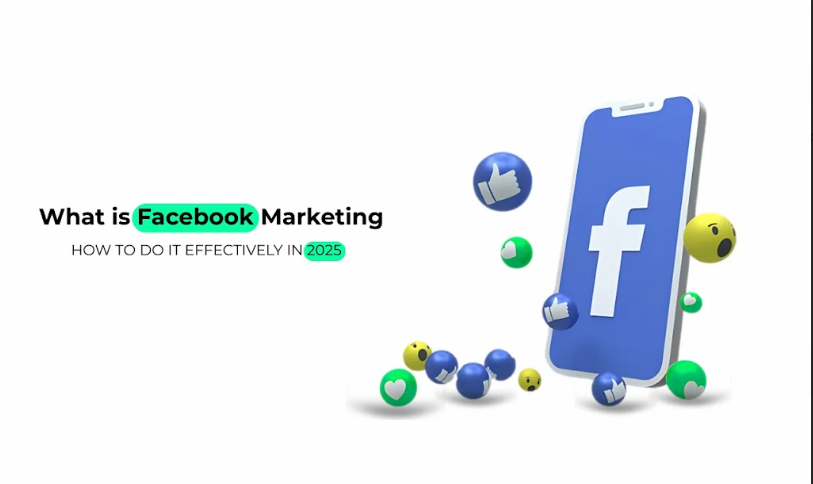 What is Facebook Marketing
HOW TO DO IT EFFECTIVELY IN 2025
f